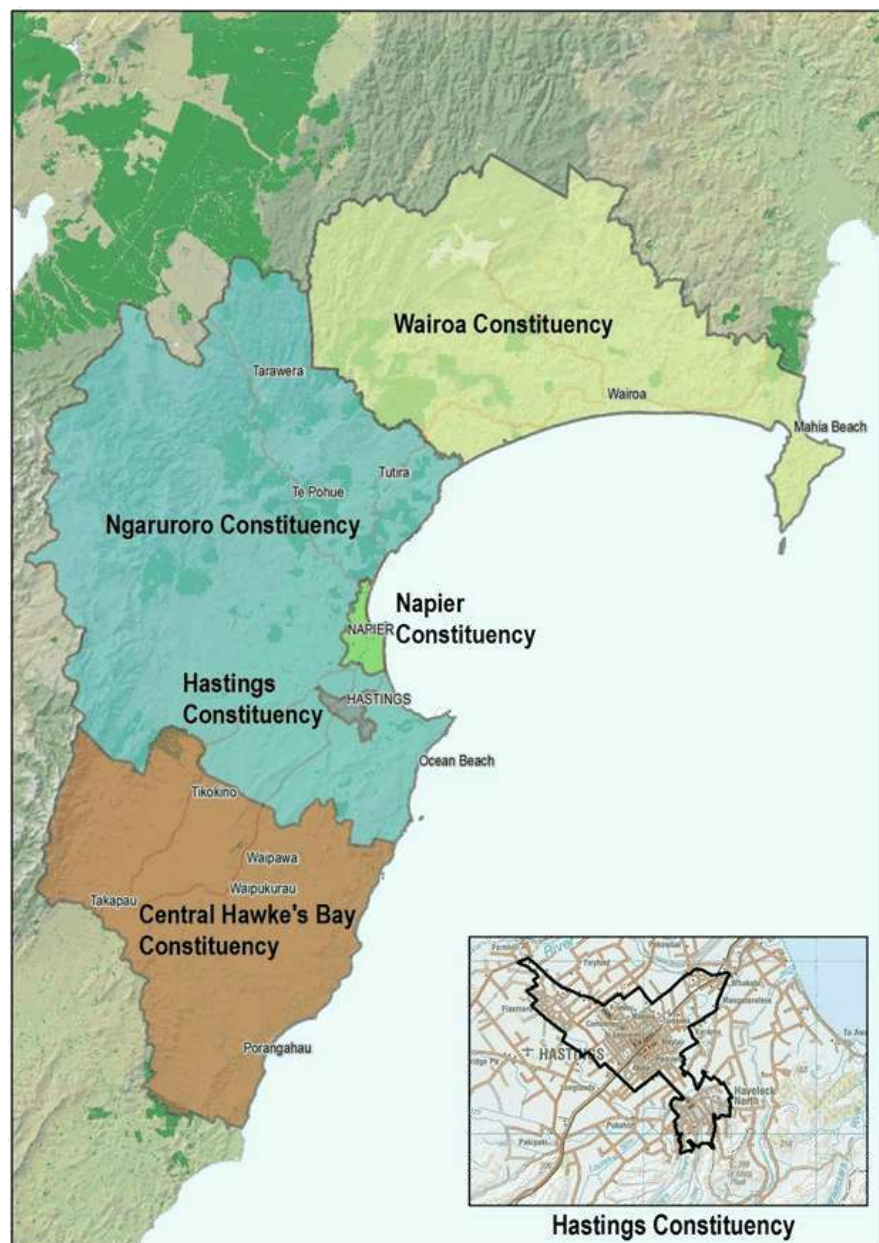 Wairoa Constituency
Tarawera
Wairoa
Mahia Beach
Tutira
Te Pohue
Ngaruroro Constituency
Napier
Constituency
NAPIER
Hastings
Constituency
HASTINGS
Ocean Beach
Tikokino
Waipawa
Waipukurau
Takapau
Central Hawke's Bay
Constituency
Porangahau
HASTINGS
Havelock
North
Pakipaki
Hastings Constituency